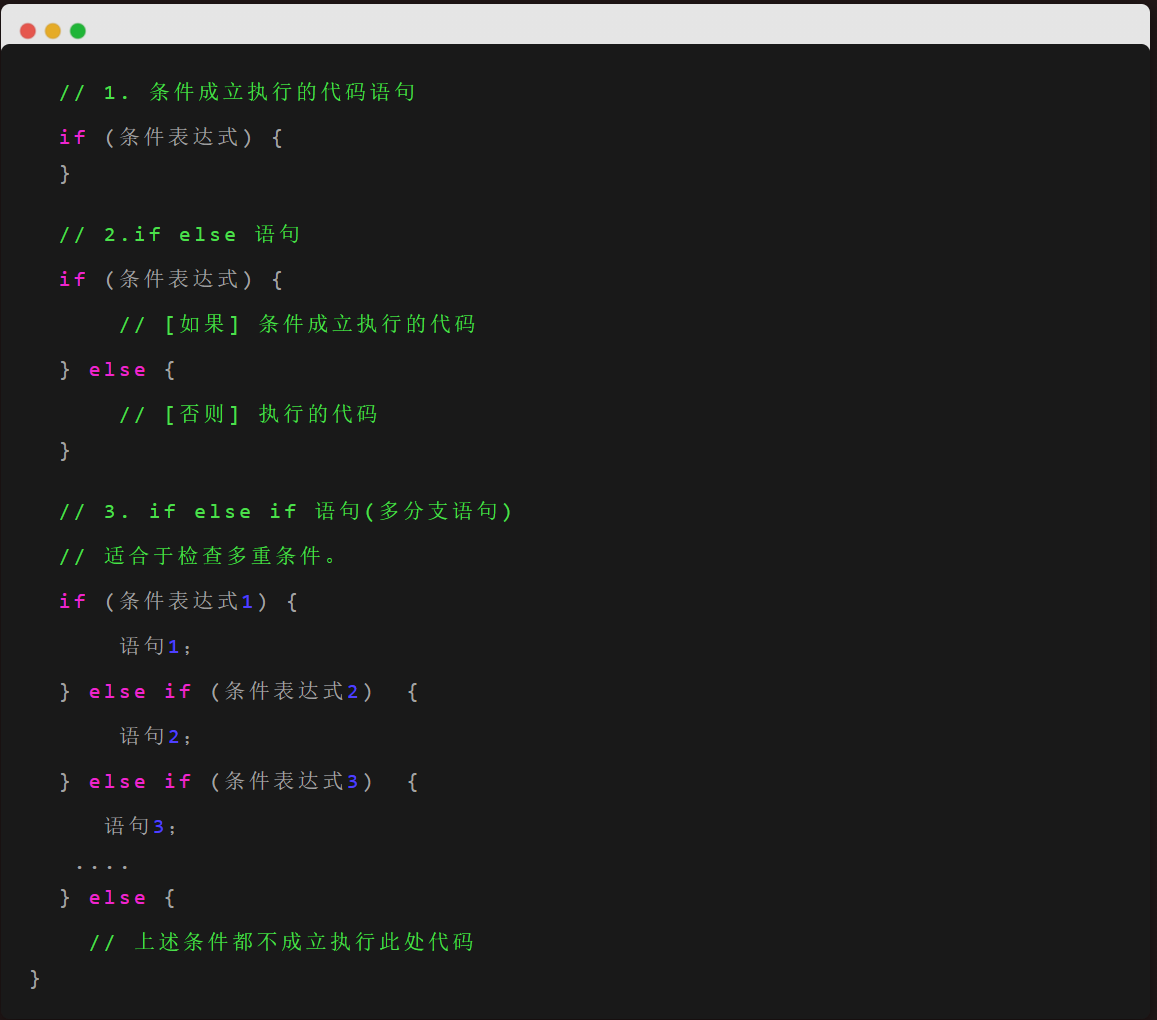 // 1. 条件成立执行的代码语句
if (条件表达式) {
}
// 2.if else 语句
if (条件表达式) {
// [如果] 条件成立执行的代码
} else {
// [否则] 执行的代码
}
// 3. if else if 语句(多分支语句)
// 适合于检查多重条件。
if (条件表达式1) {
语句1;
} else if (条件表达式2)  {
语句2;
} else if (条件表达式3)  {
语句3;
....
} else {
// 上述条件都不成立执行此处代码
}